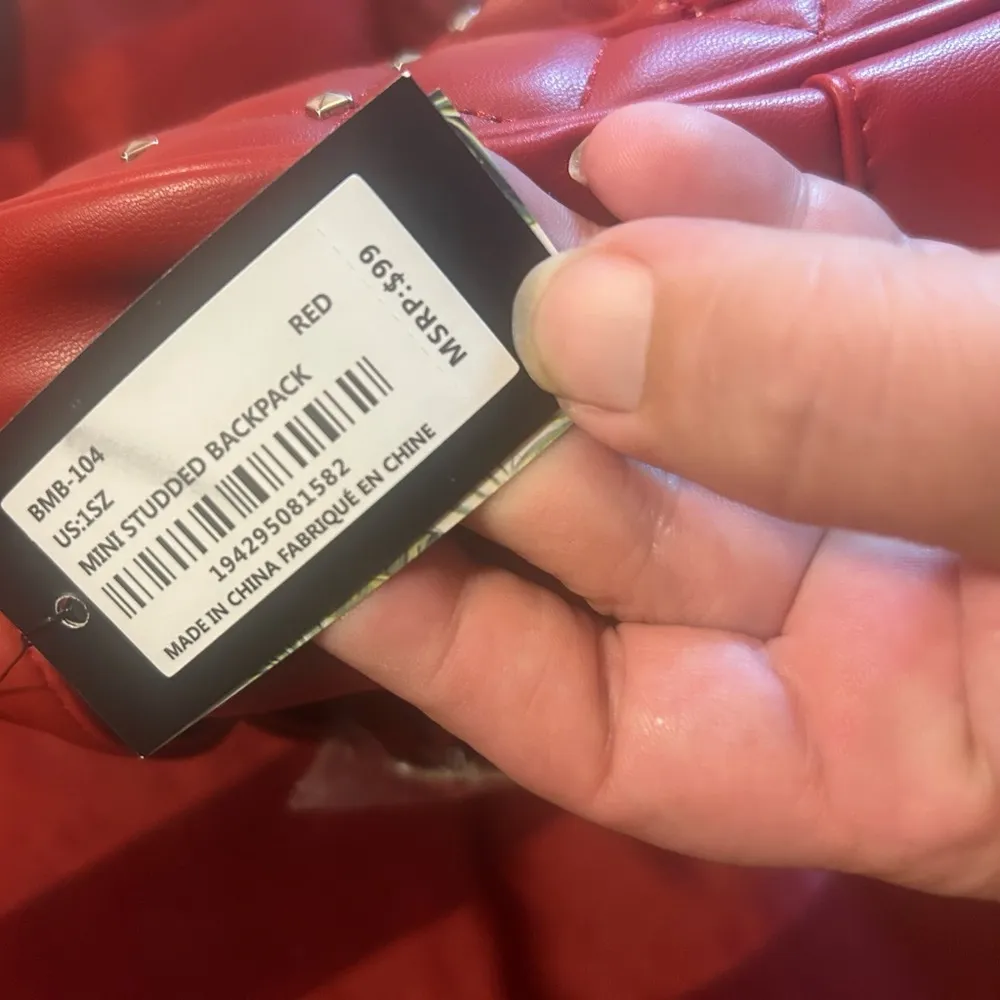 BMB-104
US:1SZ
RED
MINI STUDDED BACKPACK
194295081582
MADE IN CHINA FABRIQUÉ EN CHINE
MSRP:$99